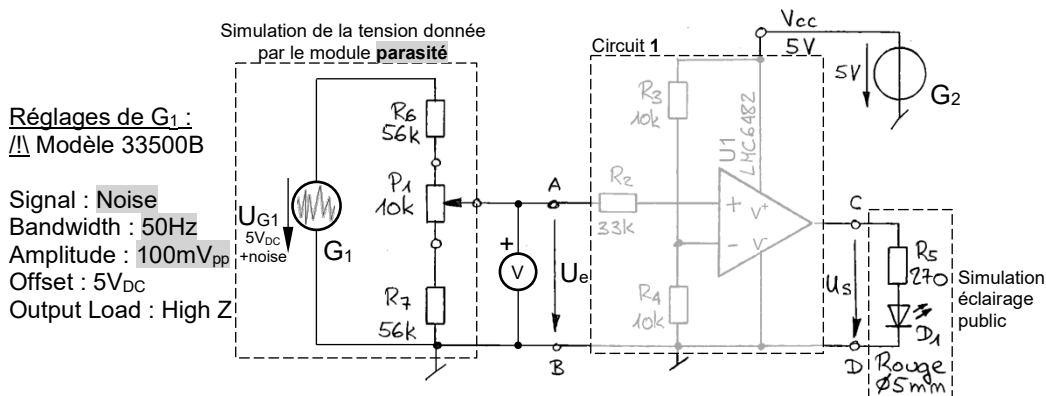 Simulation de la tension donnée
par le module parasité
Réglages de G1 :
/!\ Modèle 33500B
Signal : Noise
Bandwidth : 50Hz
Amplitude : 100mVpp
Offset : 5VDC
Output Load : High Z
UG1
5VDC
+noise
G1
R6
56k
P1
10k
R7
56k
+
V
A
Ue
B
Circuit 1
R2
33k
R3
10k
R4
10k
U1
LMC6482
+
V+
-
V-
Vcc
5V
5V
G2
C
Us
D
R5
270
D1
Rouge
Ø5mm
Simulation
éclairage
public